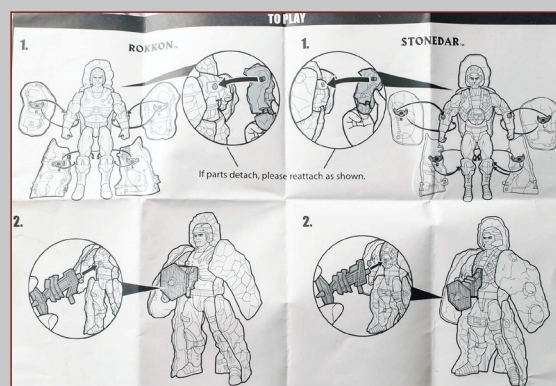 TO PLAY
1.
ROKKON™
1.
STONEDAR™
If parts detach, please reattach as shown.
2.
2.